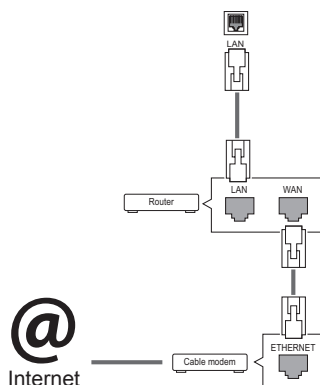 LAN
LAN
WAN
Router
@
ETHERNET
Cable modem
Internet